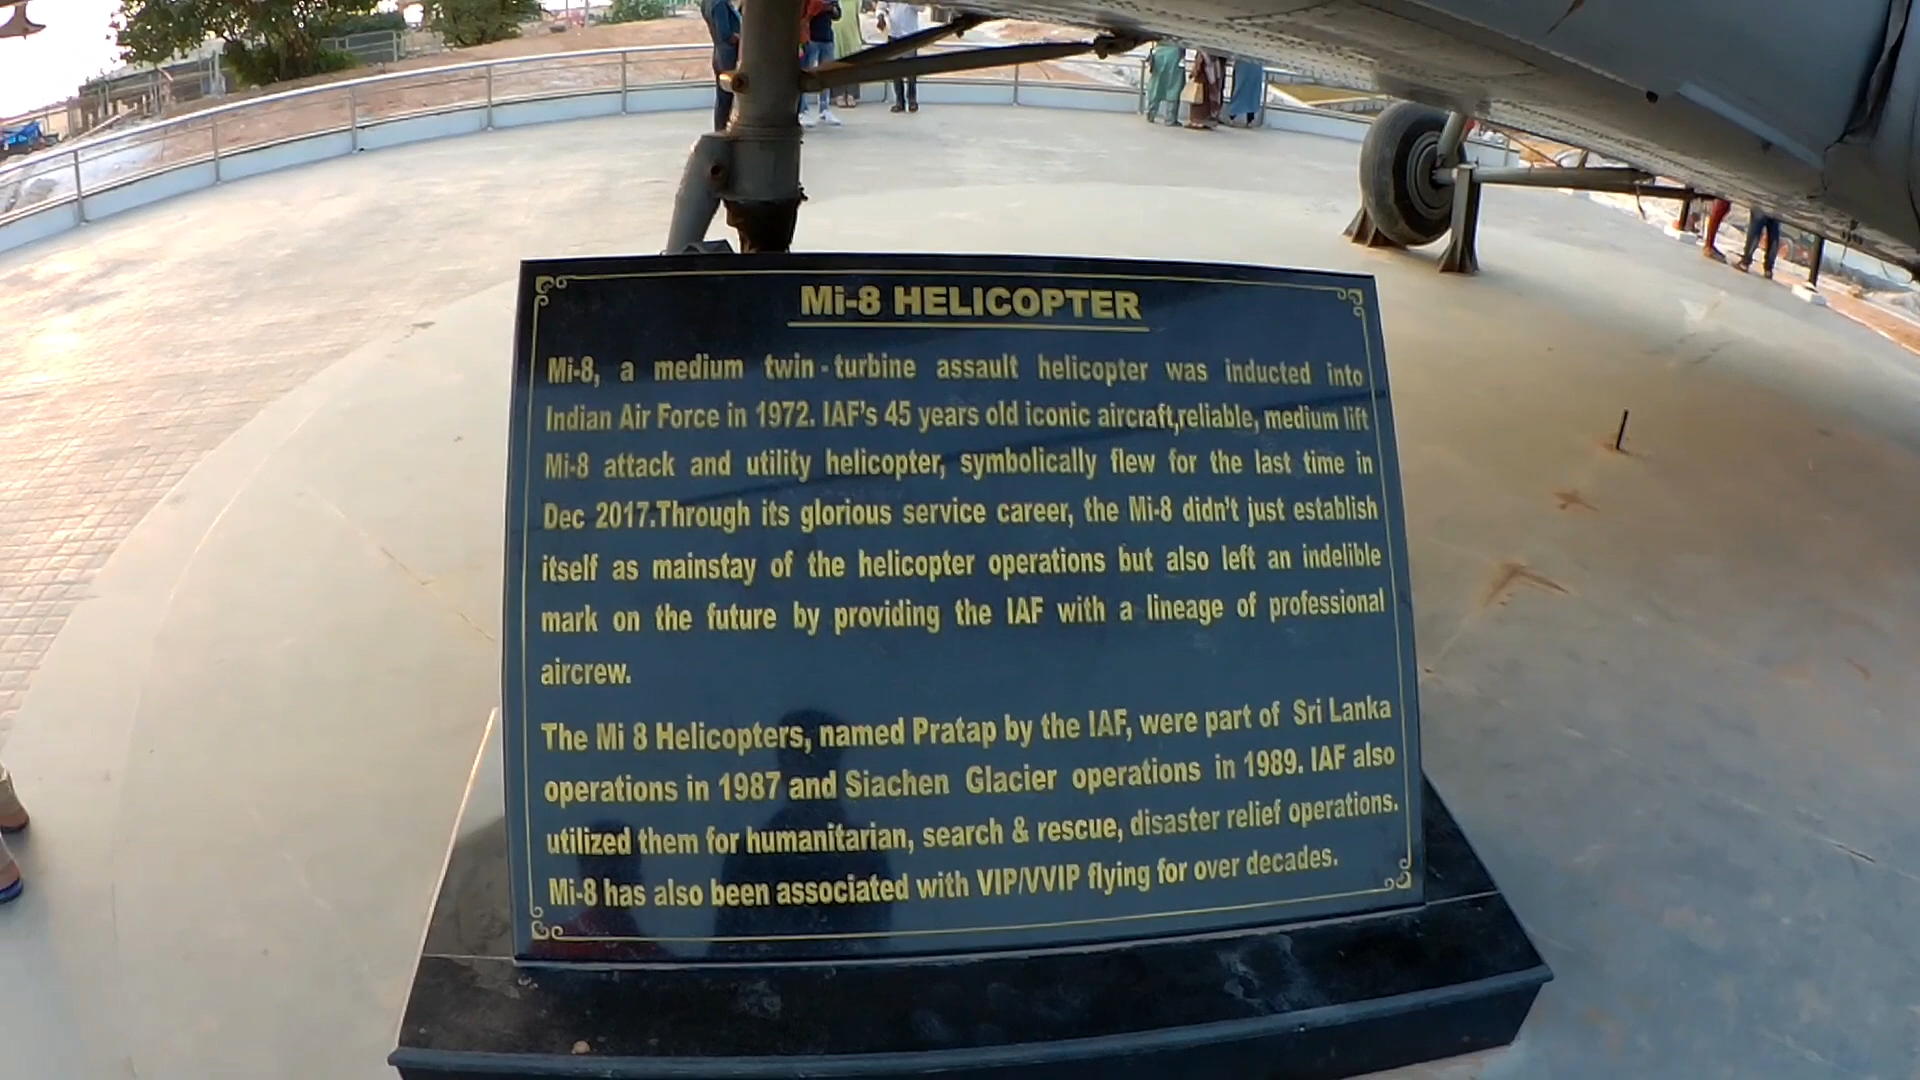 Mi-8 HELICOPTER
Mi-8, a medium twin - turbine assault helicopter was inducted into
Indian Air Force in 1972. IAF's 45 years old iconic aircraft,reliable, medium lift
Mi-8 attack and utility helicopter, symbolically flew for the last time in
Dec 2017.Through its glorious service career, the Mi-8 didn't just establish
itself as mainstay of the helicopter operations but also left an indelible
mark on the future by providing the IAF with a lineage of professional
aircrew.
The Mi 8 Helicopters, named Pratap by the IAF, were part of Sri Lanka
operations in 1987 and Siachen Glacier operations in 1989. IAF also
utilized them for humanitarian, search & rescue, disaster relief operations.
Mi-8 has also been associated with VIP/VVIP flying for over decades.